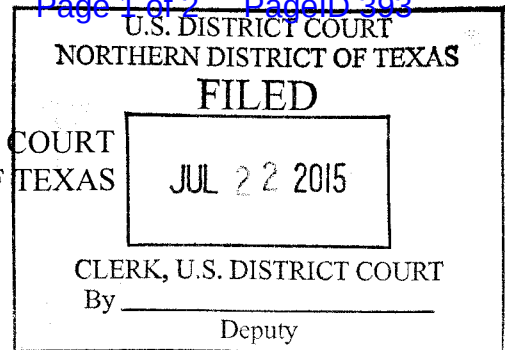 Page 1 of 2 PageID 393
U.S. DISTRICT COURT
NORTHERN DISTRICT OF TEXAS
FILED
COURT
TEXAS
JUL 22 2015
CLERK, U.S. DISTRICT COURT
By
Deputy